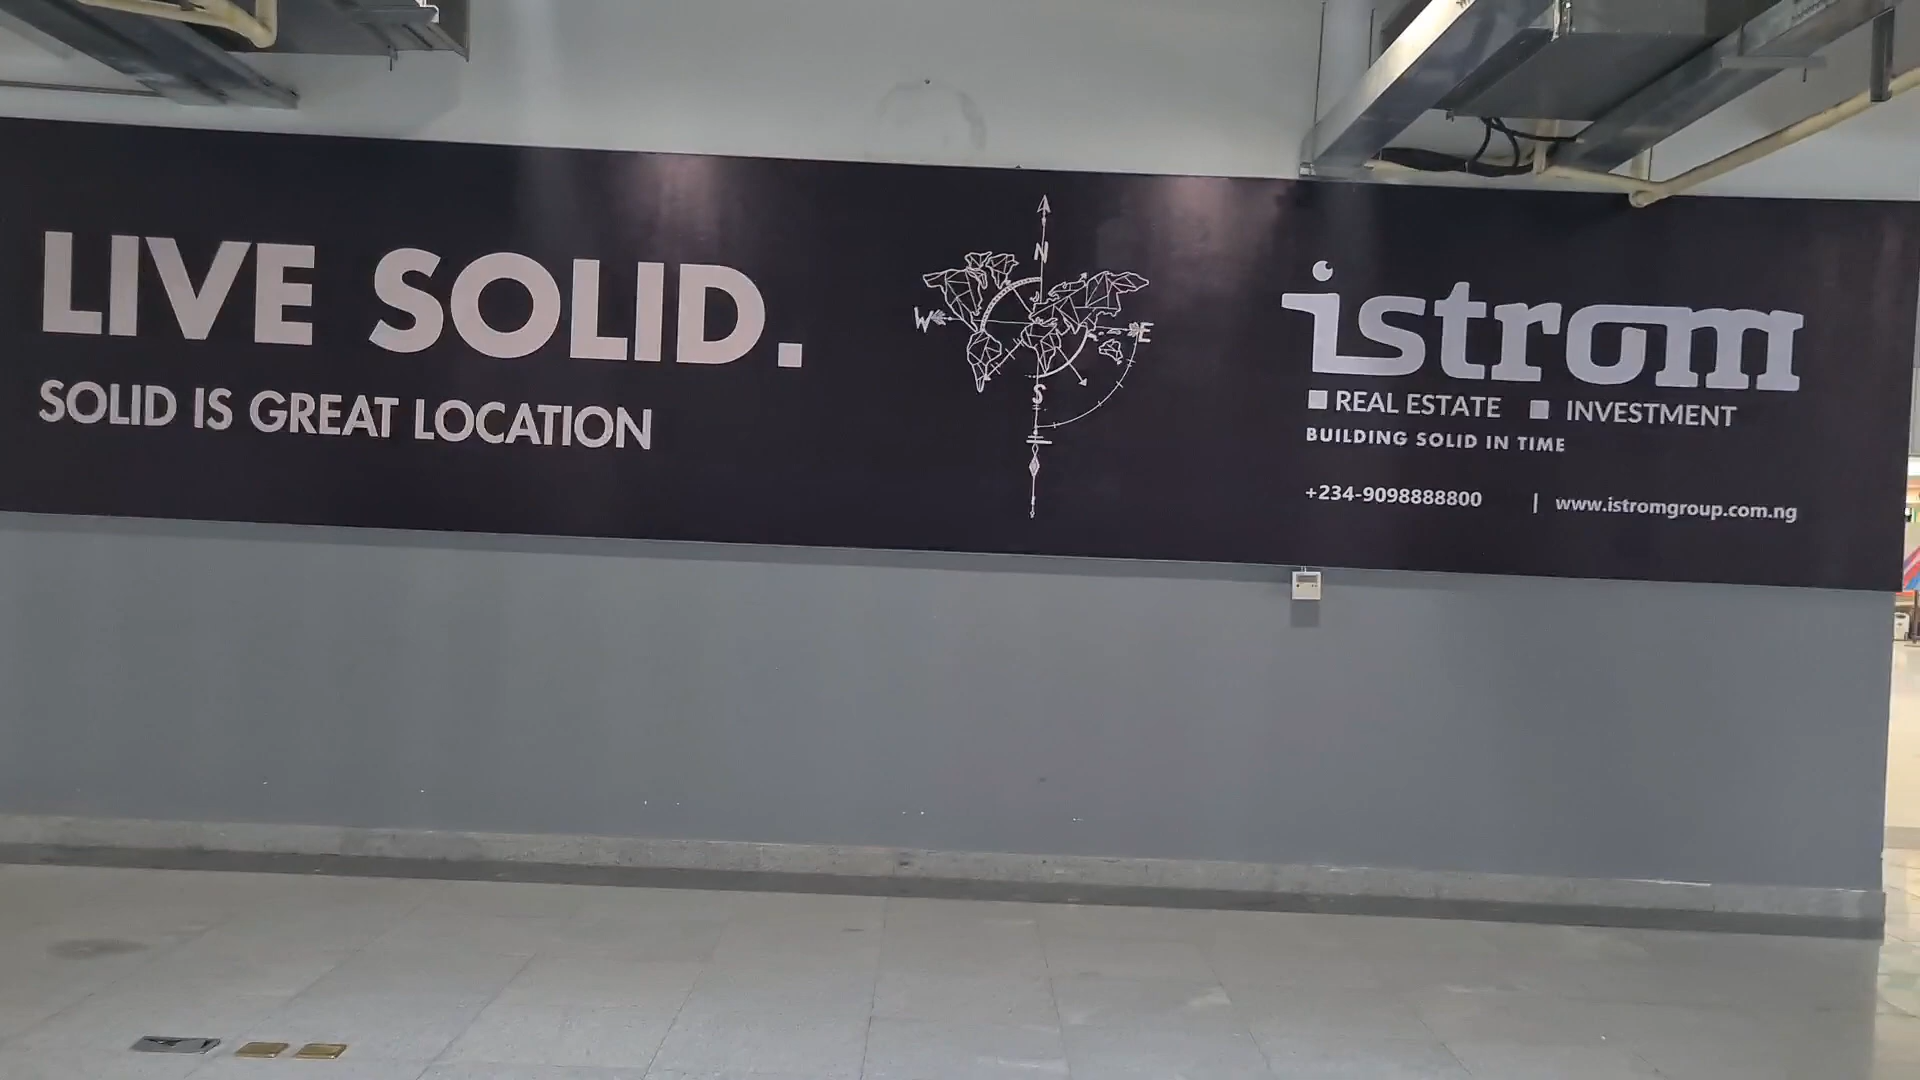 LIVE SOLID.
SOLID IS GREAT LOCATION
N
W
E
S
istrom
REAL ESTATE INVESTMENT
BUILDING SOLID IN TIME
+234-9098888800 | www.istromgroup.com.ng